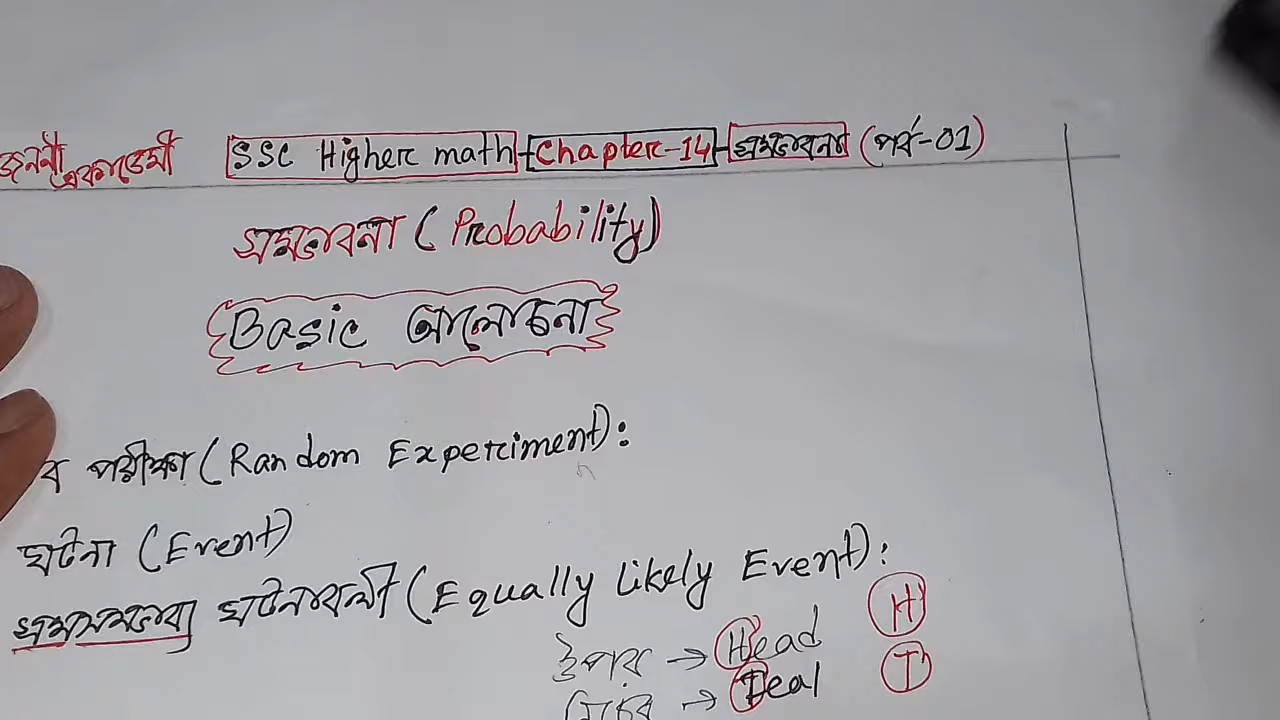 জননী একাডেমী
SSC Higher math - Chapter-14 - সম্ভাবনা (পর্ব-01)
সম্ভাবনা (Probability)
Basic আলোচনা
ব পরীক্ষা (Random Experiment):
ঘটনা (Event)
সমসম্ভাব্য ঘটনাবলী (Equally Likely Event):
উপরে → Head H
→ Teal T